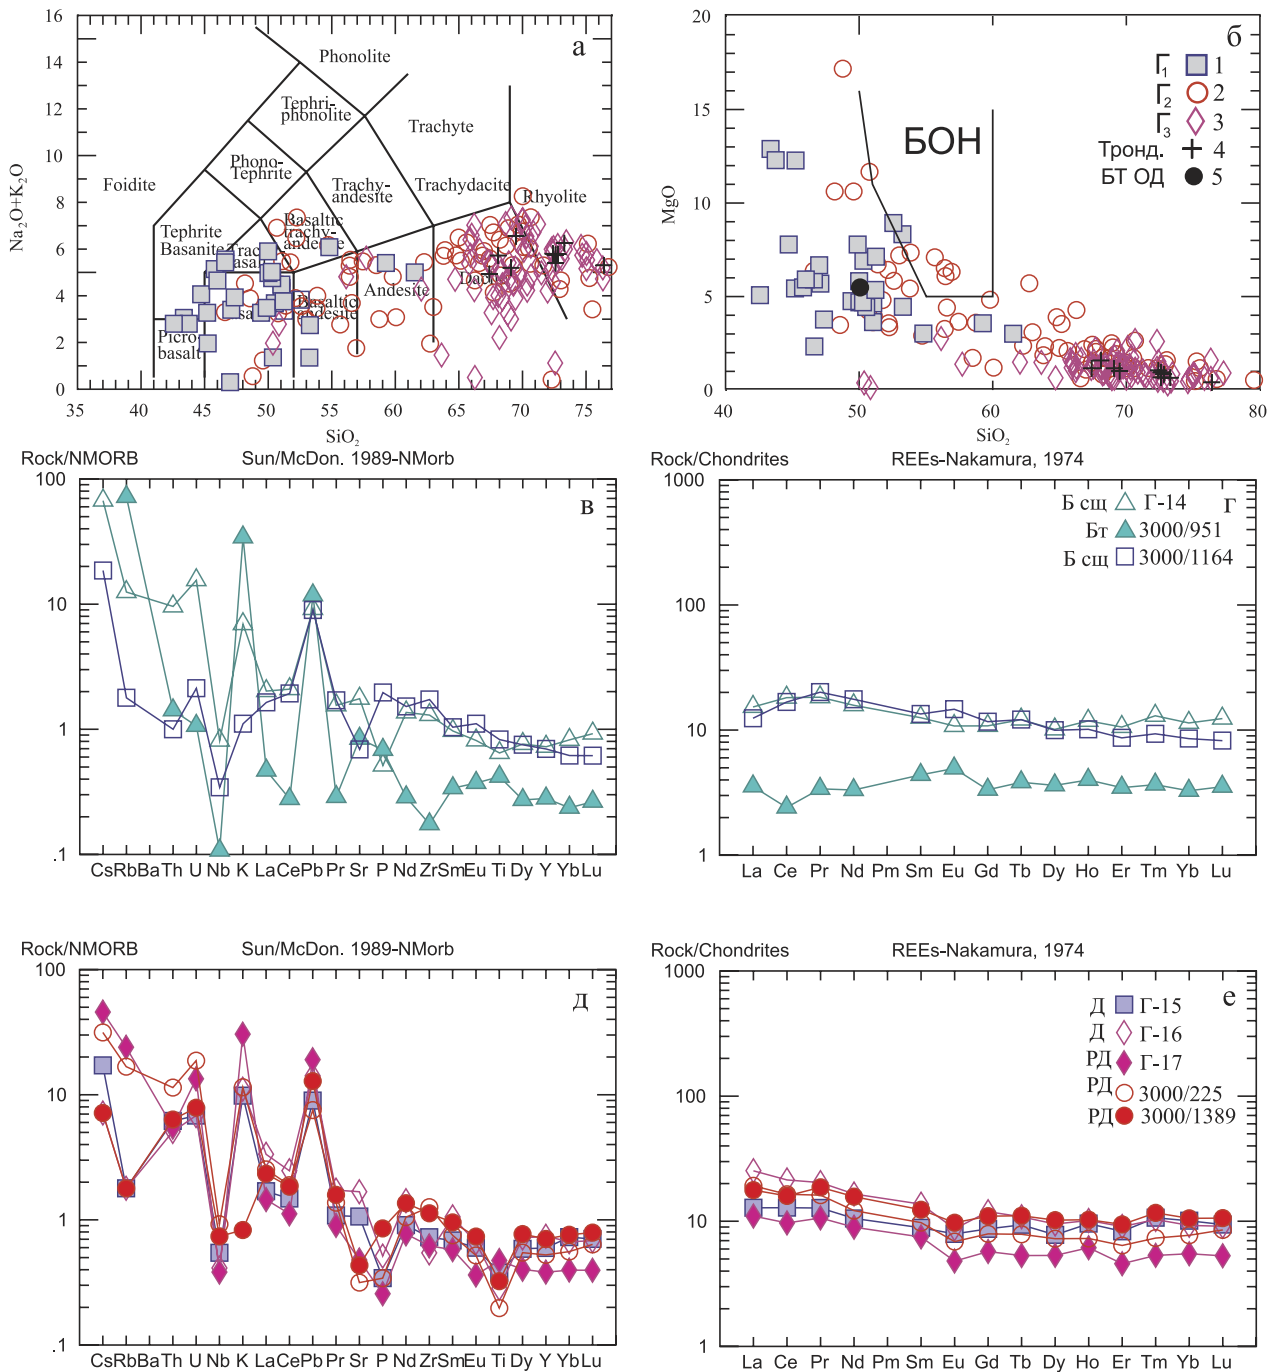 16
14
12
10
8
6
4
2
0
Na₂O+K₂O
а
Phonolite
Tephri-
phonolite
Trachyte
Phono-
Tephrite
Foidite
Trachy-
andesite
Trachydacite
Rhyolite
Tephrite
Basanite
Basaltic
trachy-
andesite
Andesite
Basaltic
andesite
Picro
basalt
35 45 50 55 60 65 70 75
SiO₂
20
15
10
5
0
MgO
б
БОН
Г₁ 1
Г₂ 2
Г₃ 3
Тронд. 4
БТ ОД 5
40 50 60 70 80
SiO₂
Rock/NMORB Sun/McDon. 1989-NMorb
100
10
1
.1
в
Cs Rb Ba Th U Nb K La Ce Pb Pr Sr P Nd Zr Sm Eu Ti Dy Y Yb Lu
Rock/Chondrites REEs-Nakamura, 1974
1000
100
10
1
г
Б сщ Г-14
Бт 3000/951
Б сщ 3000/1164
La Ce Pr Nd Pm Sm Eu Gd Tb Dy Ho Er Tm Yb Lu
Rock/NMORB Sun/McDon. 1989-NMorb
100
10
1
.1
д
Cs Rb Ba Th U Nb K La Ce Pb Pr Sr P Nd Zr Sm Eu Ti Dy Y Yb Lu
Rock/Chondrites REEs-Nakamura, 1974
1000
100
10
1
е
Д Г-15
Д Г-16
РД Г-17
РД 3000/225
РД 3000/1389
La Ce Pr Nd Pm Sm Eu Gd Tb Dy Ho Er Tm Yb Lu